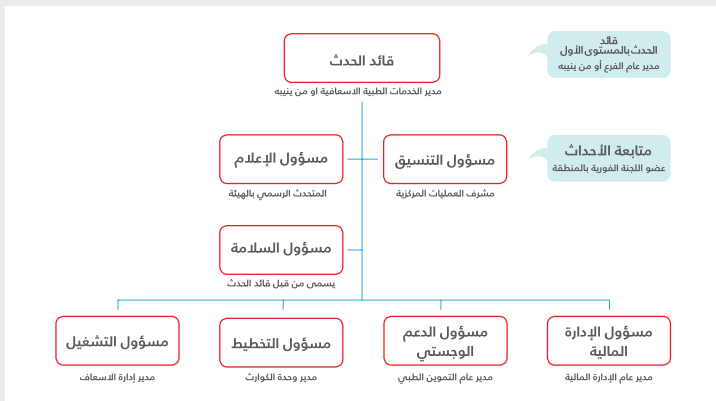 قائد
الحدث بالمستوى الأول
مدير عام الفرع أو من ينيبه
قائد الحدث
مدير الخدمات الطبية الاسعافية او من ينيبه
متابعة الأحداث
عضو اللجنة الفورية بالمنطقة
مسؤول التنسيق
مشرف العمليات المركزية
مسؤول الإعلام
المتحدث الرسمي بالهيئة
مسؤول السلامة
يسمى من قبل قائد الحدث
مسؤول الإدارة
المالية
مدير عام الإدارة المالية
مسؤول الدعم
الوجستي
مدير عام التموين الطبي
مسؤول التخطيط
مدير وحدة الكوارث
مسؤول التشغيل
مدير إدارة الاسعاف